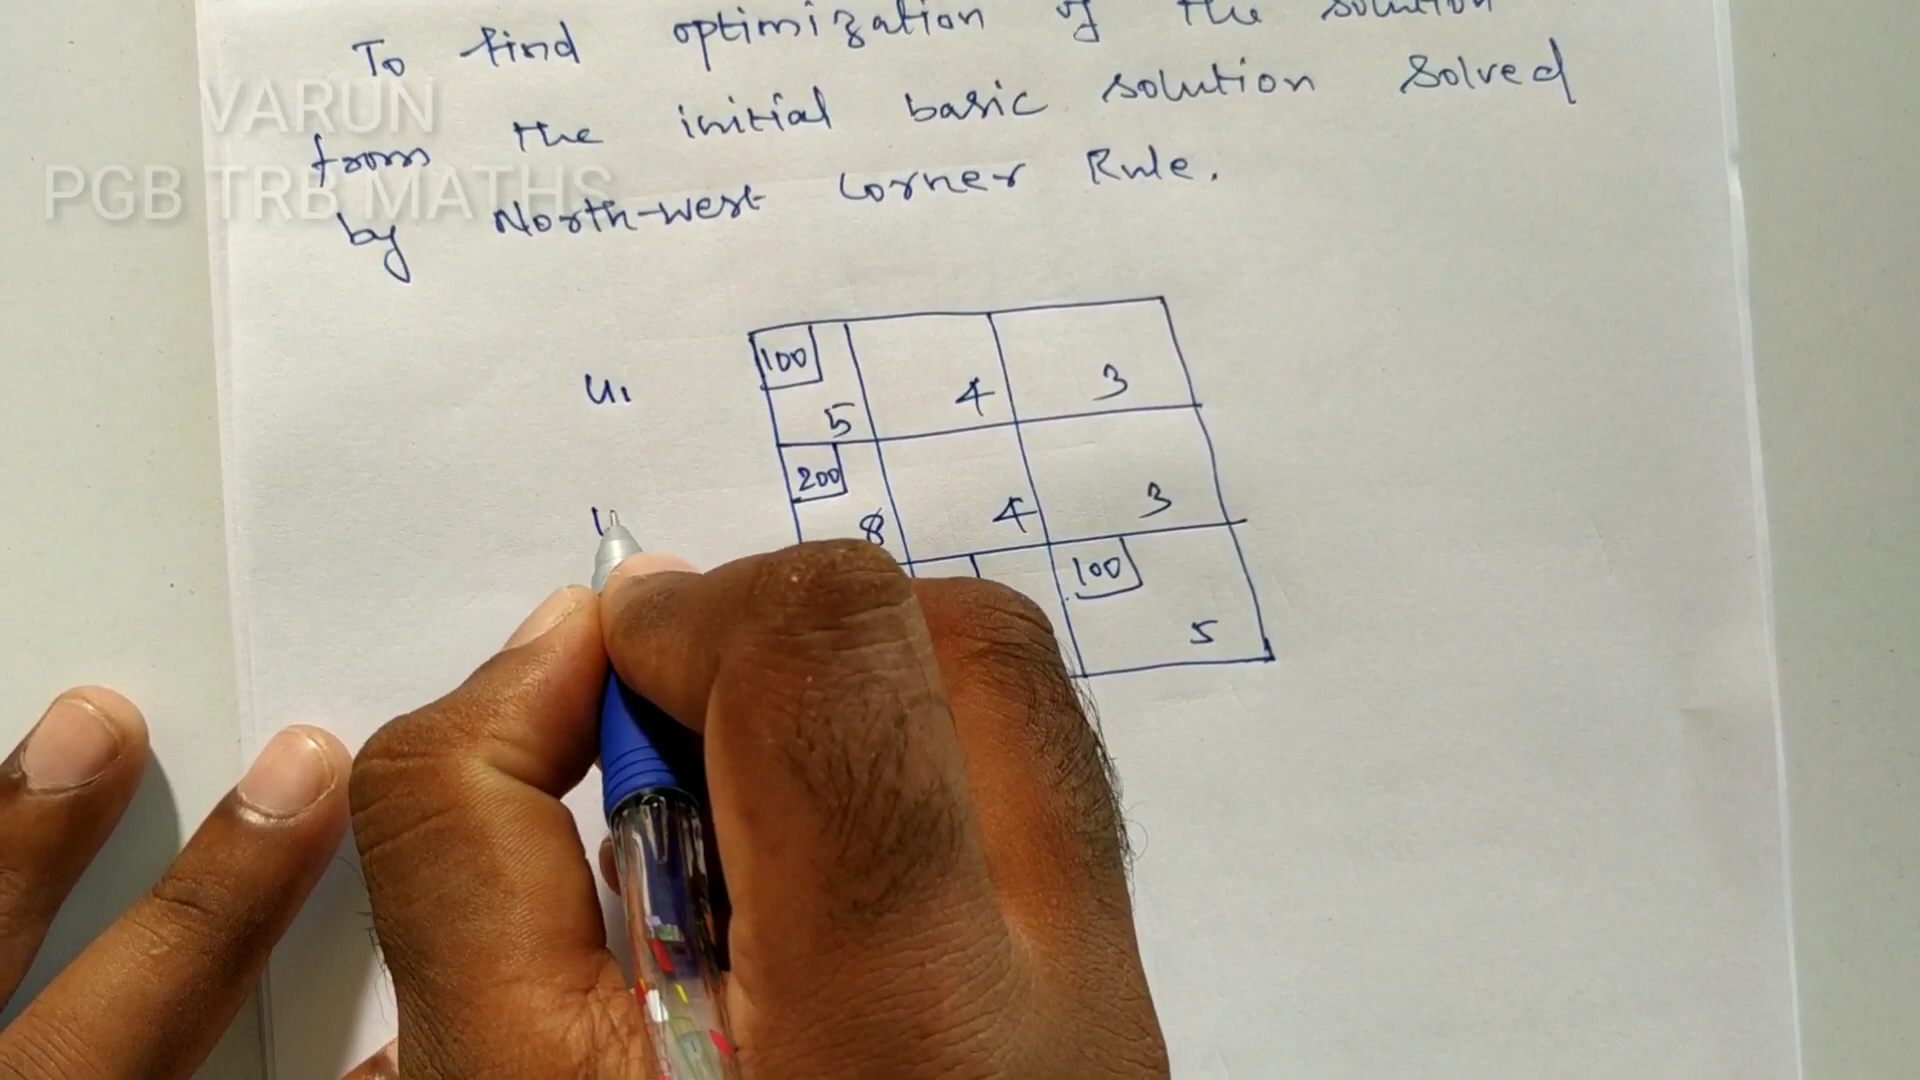 To find optimization of the solution
from the initial basic solution solved
by North-west Corner Rule.
VARUN
PGB TRB MATHS
100 5 4 3
U1
200 8 4 3
100 5